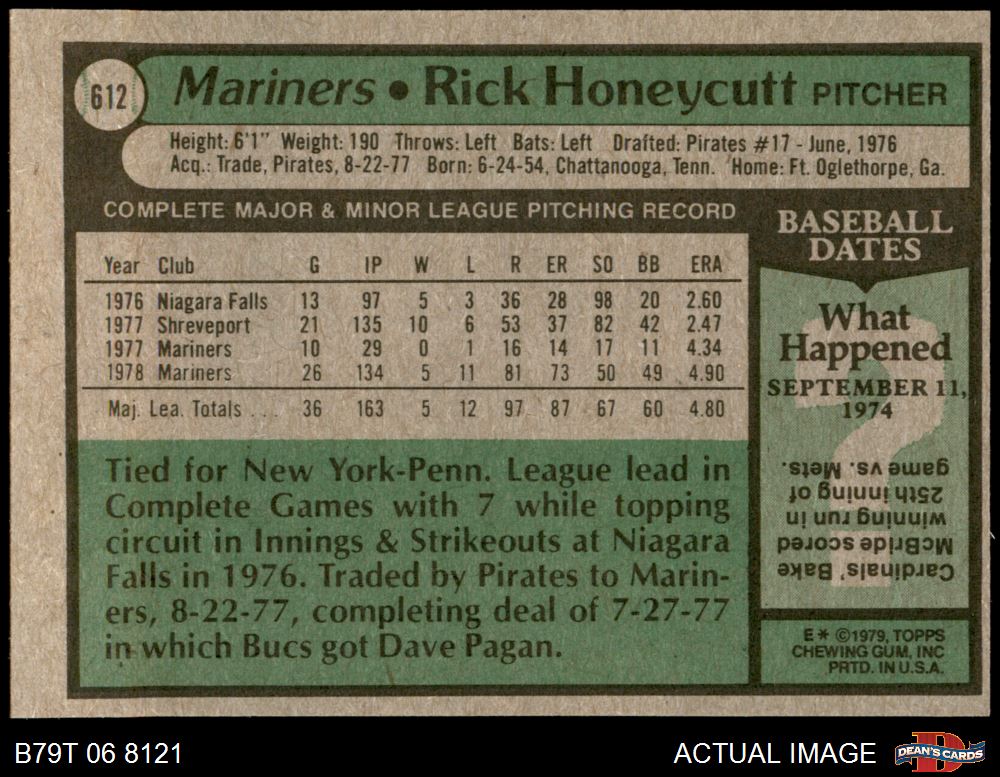 612
Mariners • Rick Honeycutt PITCHER
Height: 6'1" Weight: 190 Throws: Left Bats: Left Drafted: Pirates #17 - June, 1976
Acq.: Trade, Pirates, 8-22-77 Born: 6-24-54, Chattanooga, Tenn. Home: Ft. Oglethorpe, Ga.
COMPLETE MAJOR & MINOR LEAGUE PITCHING RECORD
Year Club G IP W L R ER SO BB ERA
1976 Niagara Falls 13 97 5 3 36 28 98 20 2.60
1977 Shreveport 21 135 10 6 53 37 82 42 2.47
1977 Mariners 10 29 0 1 16 14 17 11 4.34
1978 Mariners 26 134 5 11 81 73 50 49 4.90
Maj. Lea. Totals . . . 36 163 5 12 97 87 67 60 4.80
Tied for New York-Penn. League lead in
Complete Games with 7 while topping
circuit in Innings & Strikeouts at Niagara
Falls in 1976. Traded by Pirates to Marin-
ers, 8-22-77, completing deal of 7-27-77
in which Bucs got Dave Pagan.
BASEBALL
DATES
What
Happened
SEPTEMBER 11,
1974
Cardinals' Bake
McBride scored
winning run in
25th inning of
game vs. Mets.
E* ©1979, TOPPS
CHEWING GUM, INC
PRTD. IN U.S.A.
B79T 06 8121
ACTUAL IMAGE
DEAN'S CARDS